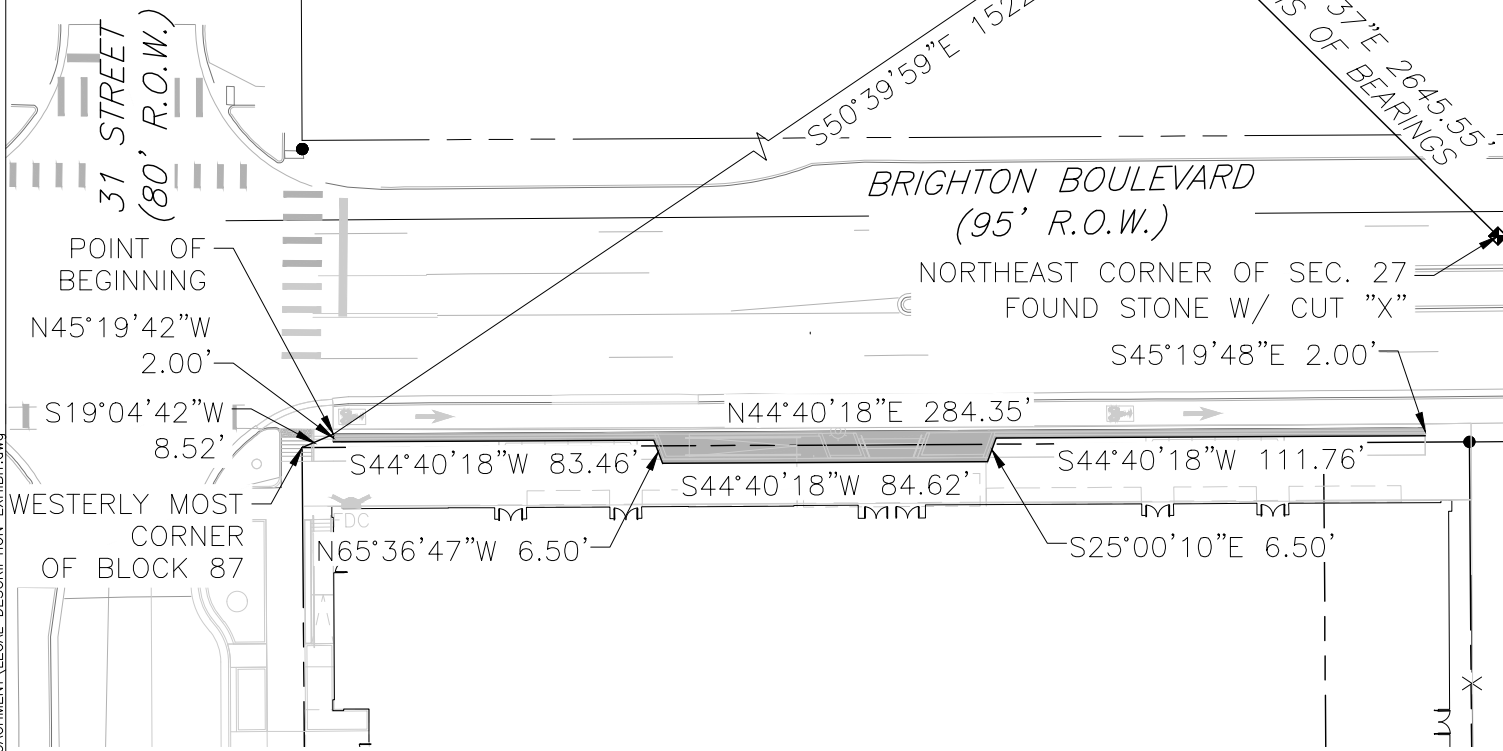 31 STREET
(80' R.O.W.)
S50°39'59"E 1522
37"E 2645.55'
IS OF BEARINGS
BRIGHTON BOULEVARD
(95' R.O.W.)
POINT OF
BEGINNING
NORTHEAST CORNER OF SEC. 27
FOUND STONE W/ CUT "X"
N45°19'42"W
2.00'
S45°19'48"E 2.00'
S19°04'42"W
8.52'
N44°40'18"E 284.35'
S44°40'18"W 83.46'
S44°40'18"W 111.76'
S44°40'18"W 84.62'
WESTERLY MOST
CORNER
OF BLOCK 87
FDC
N65°36'47"W 6.50'
S25°00'10"E 6.50'